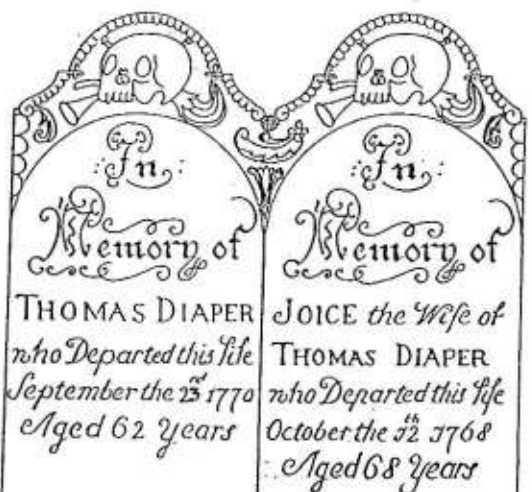 In
Memory of
THOMAS DIAPER
who Departed this life
September the 23rd 1770
Aged 62 Years
In
Memory of
JOICE the Wife of
THOMAS DIAPER
who Departed this life
October the 12th 1768
Aged 68 Years